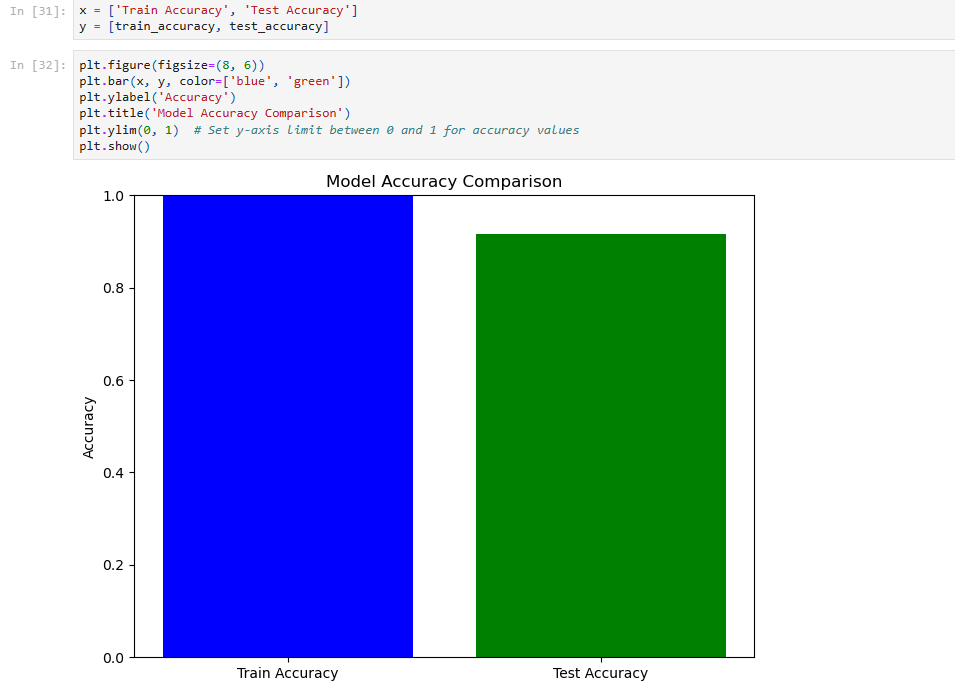 In [31]: x = ['Train Accuracy', 'Test Accuracy']
y = [train_accuracy, test_accuracy]
In [32]: plt.figure(figsize=(8, 6))
plt.bar(x, y, color=['blue', 'green'])
plt.ylabel('Accuracy')
plt.title('Model Accuracy Comparison')
plt.ylim(0, 1)  # Set y-axis limit between 0 and 1 for accuracy values
plt.show()
Model Accuracy Comparison
1.0
0.8
0.6
Accuracy
0.4
0.2
0.0
Train Accuracy Test Accuracy